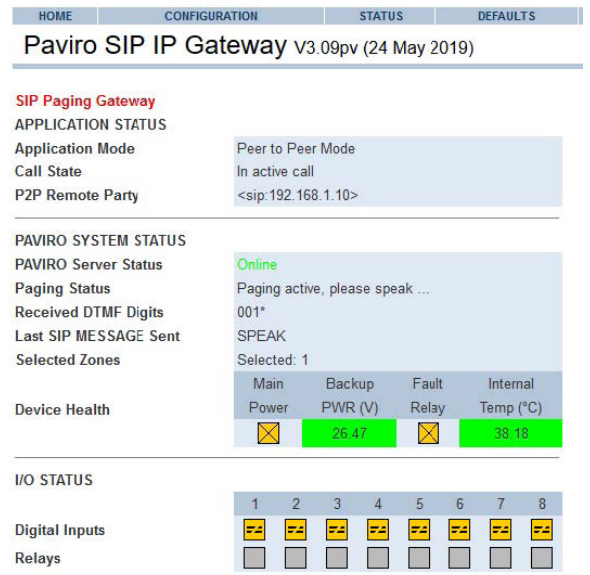 HOME CONFIGURATION STATUS DEFAULTS
Paviro SIP IP Gateway V3.09pv (24 May 2019)
SIP Paging Gateway
APPLICATION STATUS
Application Mode Peer to Peer Mode
Call State In active call
P2P Remote Party <sip:192.168.1.10>
PAVIRO SYSTEM STATUS
PAVIRO Server Status Online
Paging Status Paging active, please speak ...
Received DTMF Digits 001*
Last SIP MESSAGE Sent SPEAK
Selected Zones Selected: 1
Main Backup Fault Internal
Device Health Power PWR (V) Relay Temp (°C)
26.47 38.18
I/O STATUS
1 2 3 4 5 6 7 8
Digital Inputs
Relays